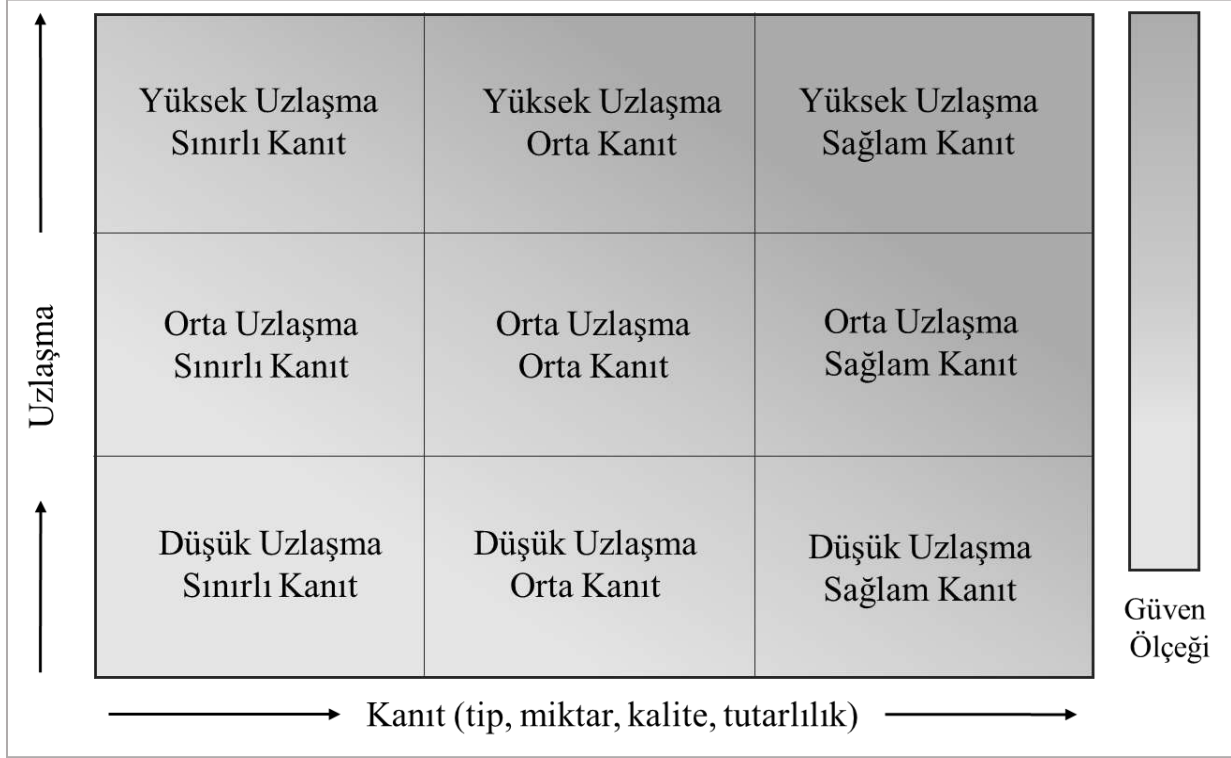 Yüksek Uzlaşma
Sınırlı Kanıt
Yüksek Uzlaşma
Orta Kanıt
Yüksek Uzlaşma
Sağlam Kanıt
Orta Uzlaşma
Sınırlı Kanıt
Orta Uzlaşma
Orta Kanıt
Orta Uzlaşma
Sağlam Kanıt
Düşük Uzlaşma
Sınırlı Kanıt
Düşük Uzlaşma
Orta Kanıt
Düşük Uzlaşma
Sağlam Kanıt
Uzlaşma
Kanıt (tip, miktar, kalite, tutarlılık)
Güven
Ölçeği